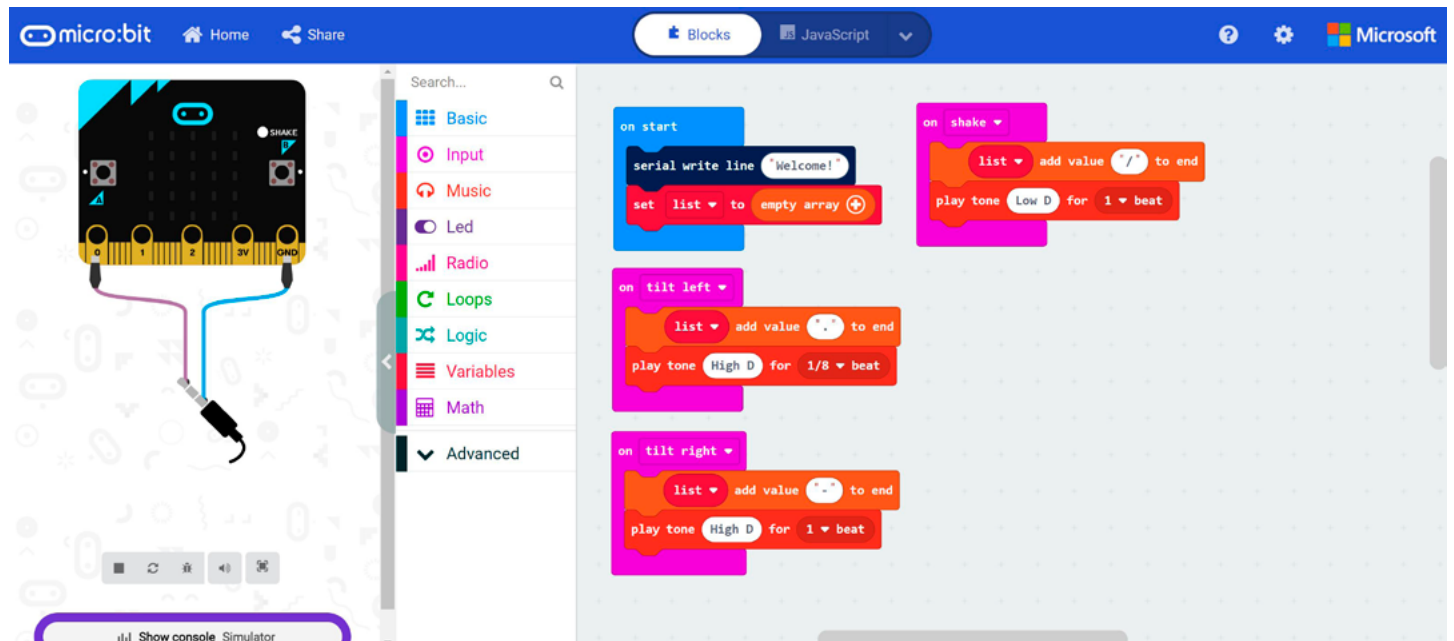 micro:bit Home Share Blocks JS JavaScript ? Microsoft
SHAKE
B
A
0 1 2 3V GND
Show console Simulator
Search...
Basic
Input
Music
Led
Radio
Loops
Logic
Variables
Math
Advanced
on start
serial write line "Welcome!"
set list to empty array
on shake
list add value "/" to end
play tone Low D for 1 beat
on tilt left
list add value "." to end
play tone High D for 1/8 beat
on tilt right
list add value "-" to end
play tone High D for 1 beat